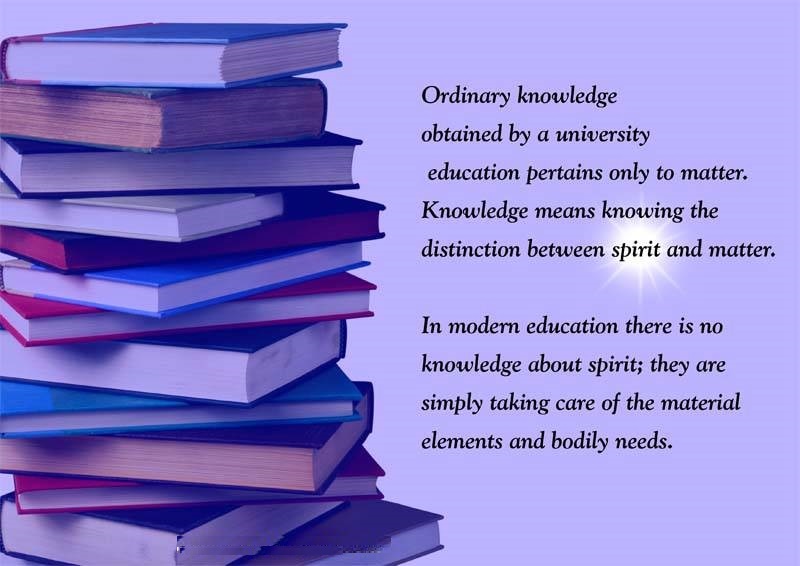 Ordinary knowledge
obtained by a university
education pertains only to matter.
Knowledge means knowing the
distinction between spirit and matter.
In modern education there is no
knowledge about spirit; they are
simply taking care of the material
elements and bodily needs.